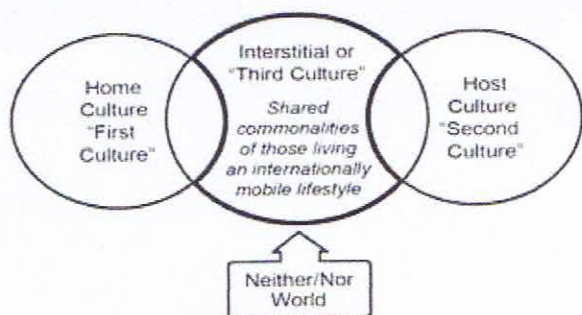 Home
Culture
"First
Culture"
Interstitial or
"Third Culture"
Shared
commonalities
of those living
an internationally
mobile lifestyle
Host
Culture
"Second
Culture"
Neither/Nor
World